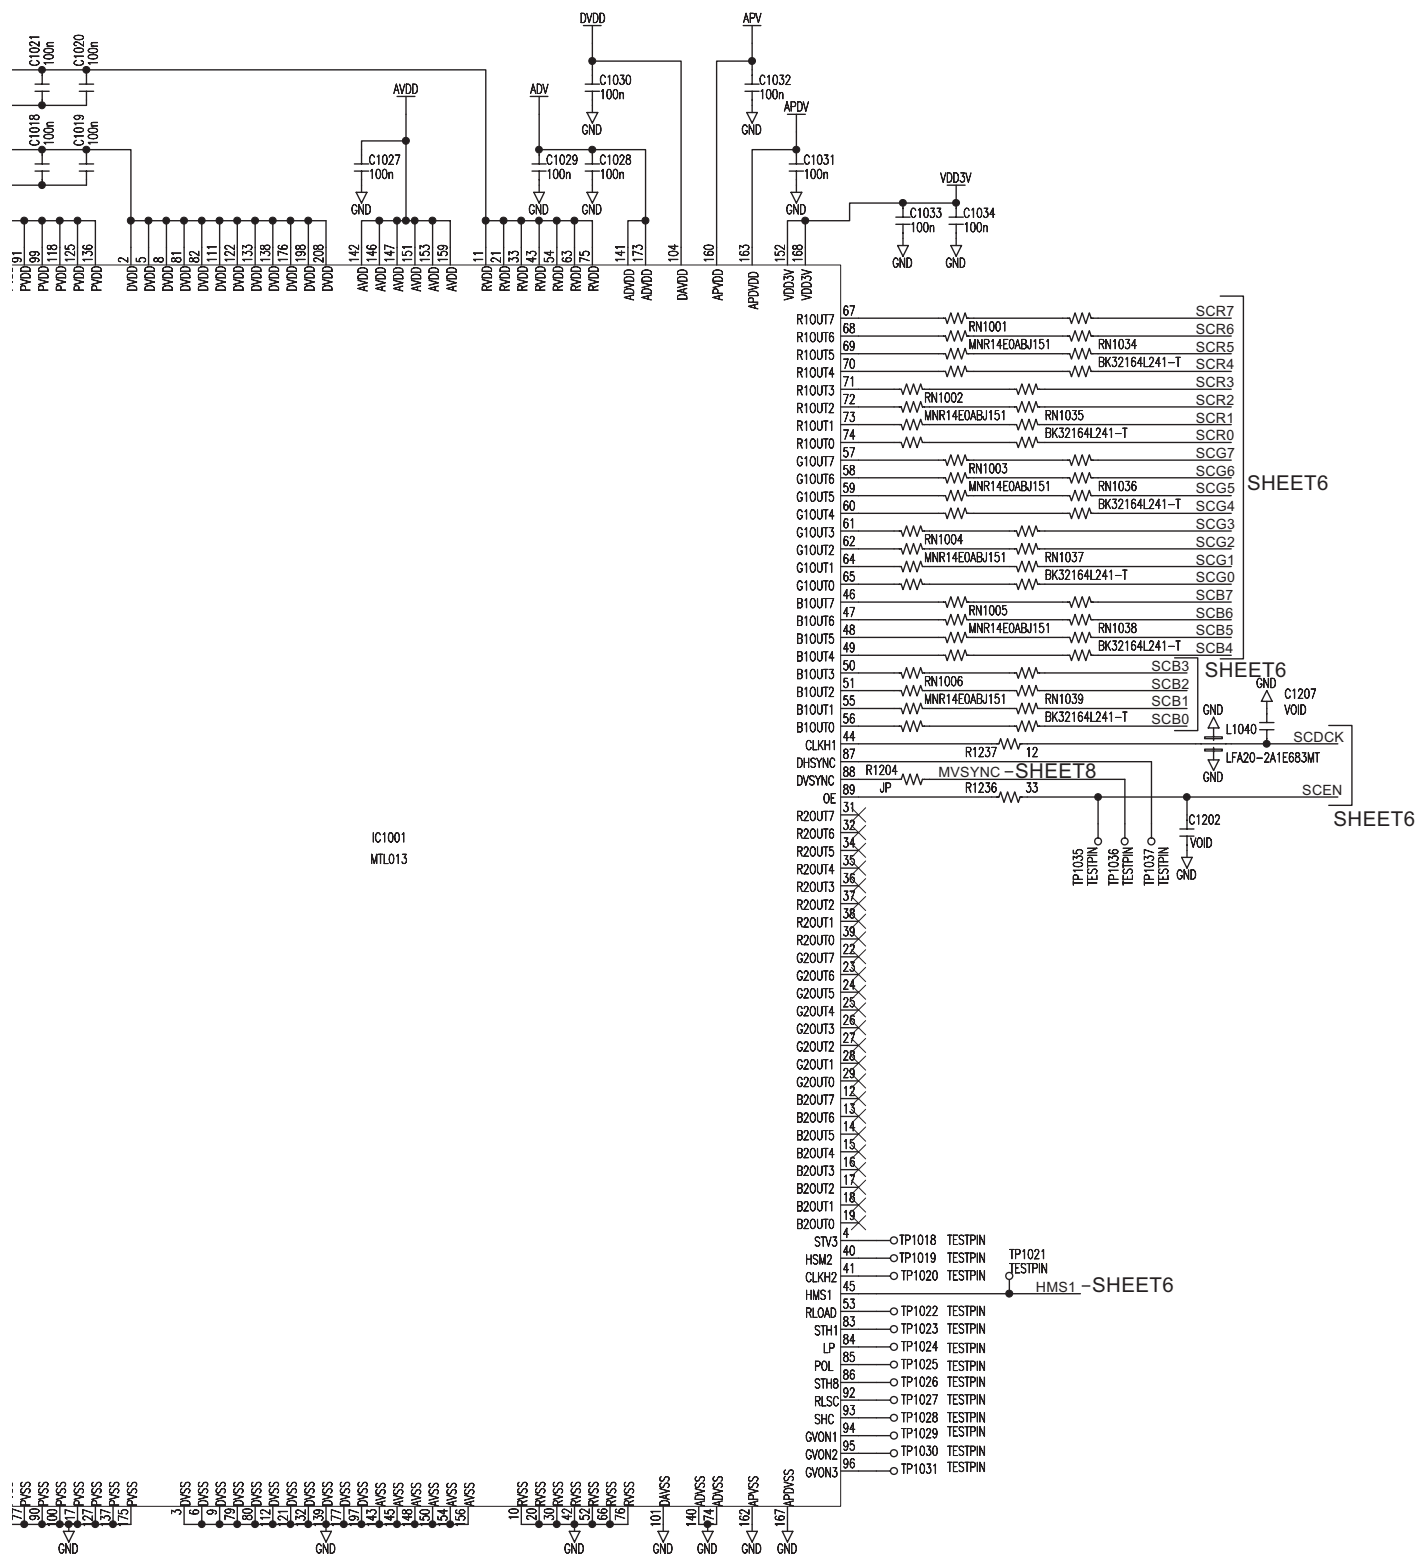 DVDD
APV
C1021
100n
C1020
100n
C1030
100n
GND
C1032
100n
GND
AVDD
ADV
APDV
C1018
100n
C1019
100n
C1027
100n
GND
C1029
100n
GND
C1028
100n
GND
C1031
100n
GND
VDD3V
C1033
100n
GND
C1034
100n
GND
91 99 118 125 136 2 5 8 81 82 111 122 133 138 176 198 208 142 146 147 151 153 159 11 21 33 43 54 63 75 141 173 104 160 163 152 168
PVDD PVDD PVDD PVDD PVDD DVDD DVDD DVDD DVDD DVDD DVDD DVDD DVDD DVDD DVDD DVDD DVDD AVDD AVDD AVDD AVDD AVDD AVDD RVDD RVDD RVDD RVDD RVDD RVDD RVDD ADVDD ADVDD DAVDD APVDD APDVDD VDD3V VDD3V
R1OUT7 67 SCR7
R1OUT6 68 RN1001 SCR6
R1OUT5 69 MNR14E0ABJ151 RN1034 SCR5
R1OUT4 70 BK32164L241-T SCR4
R1OUT3 71 SCR3
R1OUT2 72 RN1002 SCR2
R1OUT1 73 MNR14E0ABJ151 RN1035 SCR1
R1OUT0 74 BK32164L241-T SCR0
G1OUT7 57 SCG7
G1OUT6 58 RN1003 SCG6
SHEET6
G1OUT5 59 MNR14E0ABJ151 RN1036 SCG5
G1OUT4 60 BK32164L241-T SCG4
G1OUT3 61 SCG3
G1OUT2 62 RN1004 SCG2
G1OUT1 64 MNR14E0ABJ151 RN1037 SCG1
G1OUT0 65 BK32164L241-T SCG0
B1OUT7 46 SCB7
B1OUT6 47 RN1005 SCB6
B1OUT5 48 MNR14E0ABJ151 RN1038 SCB5
B1OUT4 49 BK32164L241-T SCB4
B1OUT3 50 SCB3 SHEET6
B1OUT2 51 RN1006 SCB2
B1OUT1 55 MNR14E0ABJ151 RN1039 SCB1
B1OUT0 56 BK32164L241-T SCB0
GND
C1207
VOID
GND
L1040
LFA20-2A1E683MT
GND
CLKH1 44 R1237 12 SCDCK
DHSYNC 87
DVSYNC 88 R1204 JP MVSYNC -SHEET8
OE 89 R1236 33 SCEN
SHEET6
C1202
VOID
GND
TP1035
TESTPIN
TP1036
TESTPIN
TP1037
TESTPIN
IC1001
MTL013
R2OUT7 31
R2OUT6 32
R2OUT5 34
R2OUT4 35
R2OUT3 36
R2OUT2 37
R2OUT1 38
R2OUT0 39
G2OUT7 22
G2OUT6 23
G2OUT5 24
G2OUT4 25
G2OUT3 26
G2OUT2 27
G2OUT1 28
G2OUT0 29
B2OUT7 12
B2OUT6 13
B2OUT5 14
B2OUT4 15
B2OUT3 16
B2OUT2 17
B2OUT1 18
B2OUT0 19
STV3 4 TP1018 TESTPIN
HSM2 40 TP1019 TESTPIN
TP1021
TESTPIN
CLKH2 41 TP1020 TESTPIN
HMS1 45 HMS1 -SHEET6
RLOAD 53 TP1022 TESTPIN
STH1 83 TP1023 TESTPIN
LP 84 TP1024 TESTPIN
POL 85 TP1025 TESTPIN
STH8 86 TP1026 TESTPIN
RLSC 92 TP1027 TESTPIN
SHC 93 TP1028 TESTPIN
GVON1 94 TP1029 TESTPIN
GVON2 95 TP1030 TESTPIN
GVON3 96 TP1031 TESTPIN
PVSS PVSS PVSS PVSS PVSS PVSS PVSS DVSS DVSS DVSS DVSS DVSS DVSS DVSS DVSS DVSS DVSS DVSS AVSS AVSS AVSS AVSS AVSS AVSS RVSS RVSS RVSS RVSS RVSS RVSS RVSS DAVSS ADVSS ADVSS APVSS APDVSS
77 90 100 117 127 137 175 3 6 9 79 80 112 121 132 139 177 197 143 145 148 150 154 156 10 20 30 42 52 66 76 101 140 174 162 167
GND GND GND GND GND GND GND